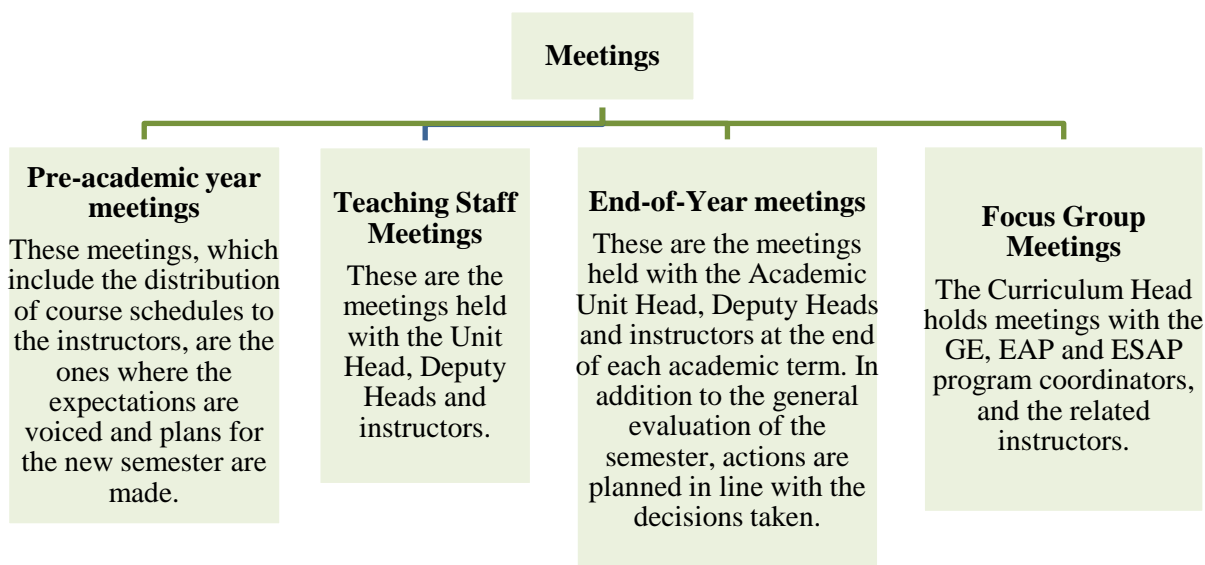 Meetings
Pre-academic year
meetings
These meetings, which
include the distribution
of course schedules to
the instructors, are the
ones where the
expectations are
voiced and plans for
the new semester are
made.
Teaching Staff
Meetings
These are the
meetings held
with the Unit
Head, Deputy
Heads and
instructors.
End-of-Year meetings
These are the meetings
held with the Academic
Unit Head, Deputy Heads
and instructors at the end
of each academic term. In
addition to the general
evaluation of the
semester, actions are
planned in line with the
decisions taken.
Focus Group
Meetings
The Curriculum Head
holds meetings with the
GE, EAP and ESAP
program coordinators,
and the related
instructors.